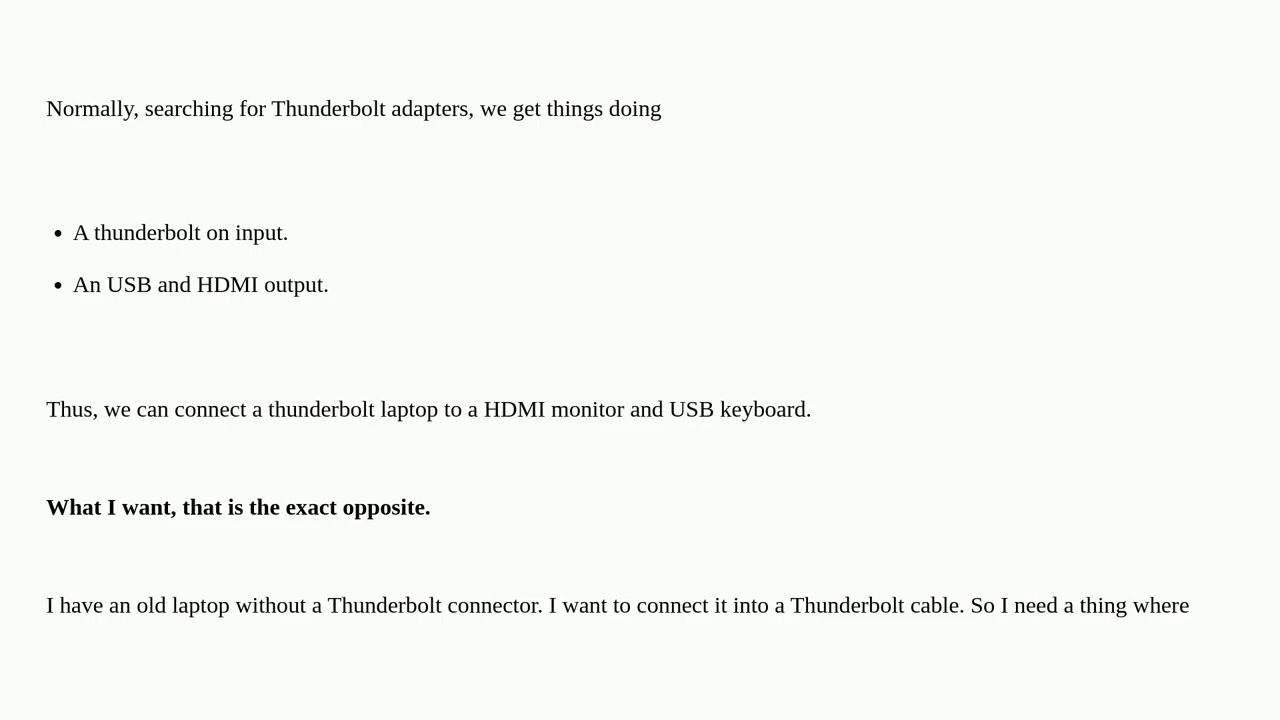 Normally, searching for Thunderbolt adapters, we get things doing
• A thunderbolt on input.
• An USB and HDMI output.
Thus, we can connect a thunderbolt laptop to a HDMI monitor and USB keyboard.
What I want, that is the exact opposite.
I have an old laptop without a Thunderbolt connector. I want to connect it into a Thunderbolt cable. So I need a thing where